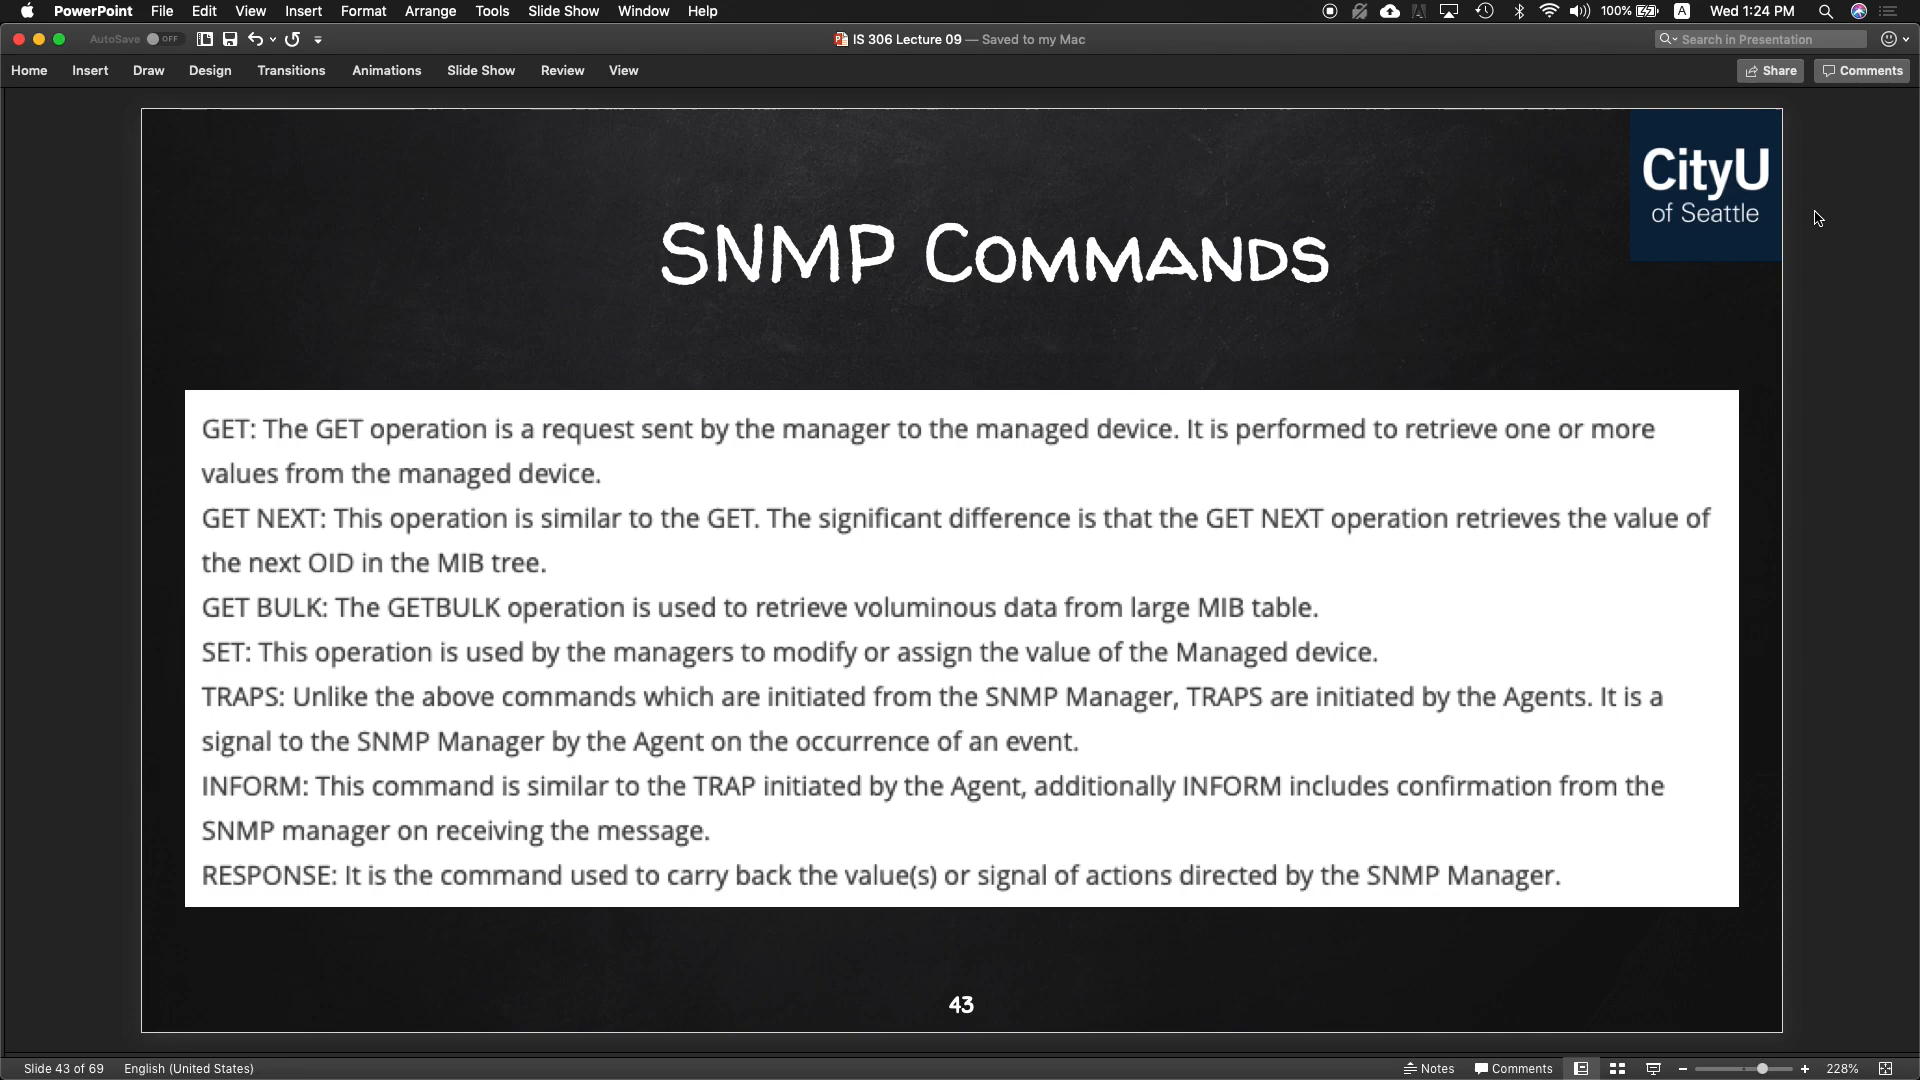 PowerPoint File Edit View Insert Format Arrange Tools Slide Show Window Help 100% A Wed 1:24 PM
AutoSave OFF IS 306 Lecture 09 — Saved to my Mac Search in Presentation
Home Insert Draw Design Transitions Animations Slide Show Review View Share Comments
CityU
of Seattle
SNMP Commands
GET: The GET operation is a request sent by the manager to the managed device. It is performed to retrieve one or more
values from the managed device.
GET NEXT: This operation is similar to the GET. The significant difference is that the GET NEXT operation retrieves the value of
the next OID in the MIB tree.
GET BULK: The GETBULK operation is used to retrieve voluminous data from large MIB table.
SET: This operation is used by the managers to modify or assign the value of the Managed device.
TRAPS: Unlike the above commands which are initiated from the SNMP Manager, TRAPS are initiated by the Agents. It is a
signal to the SNMP Manager by the Agent on the occurrence of an event.
INFORM: This command is similar to the TRAP initiated by the Agent, additionally INFORM includes confirmation from the
SNMP manager on receiving the message.
RESPONSE: It is the command used to carry back the value(s) or signal of actions directed by the SNMP Manager.
43
Slide 43 of 69 English (United States) Notes Comments 228%